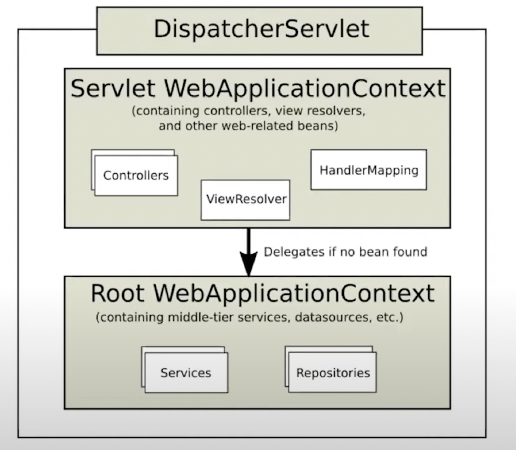 DispatcherServlet
Servlet WebApplicationContext
(containing controllers, view resolvers,
and other web-related beans)
Controllers
ViewResolver
HandlerMapping
Delegates if no bean found
Root WebApplicationContext
(containing middle-tier services, datasources, etc.)
Services
Repositories